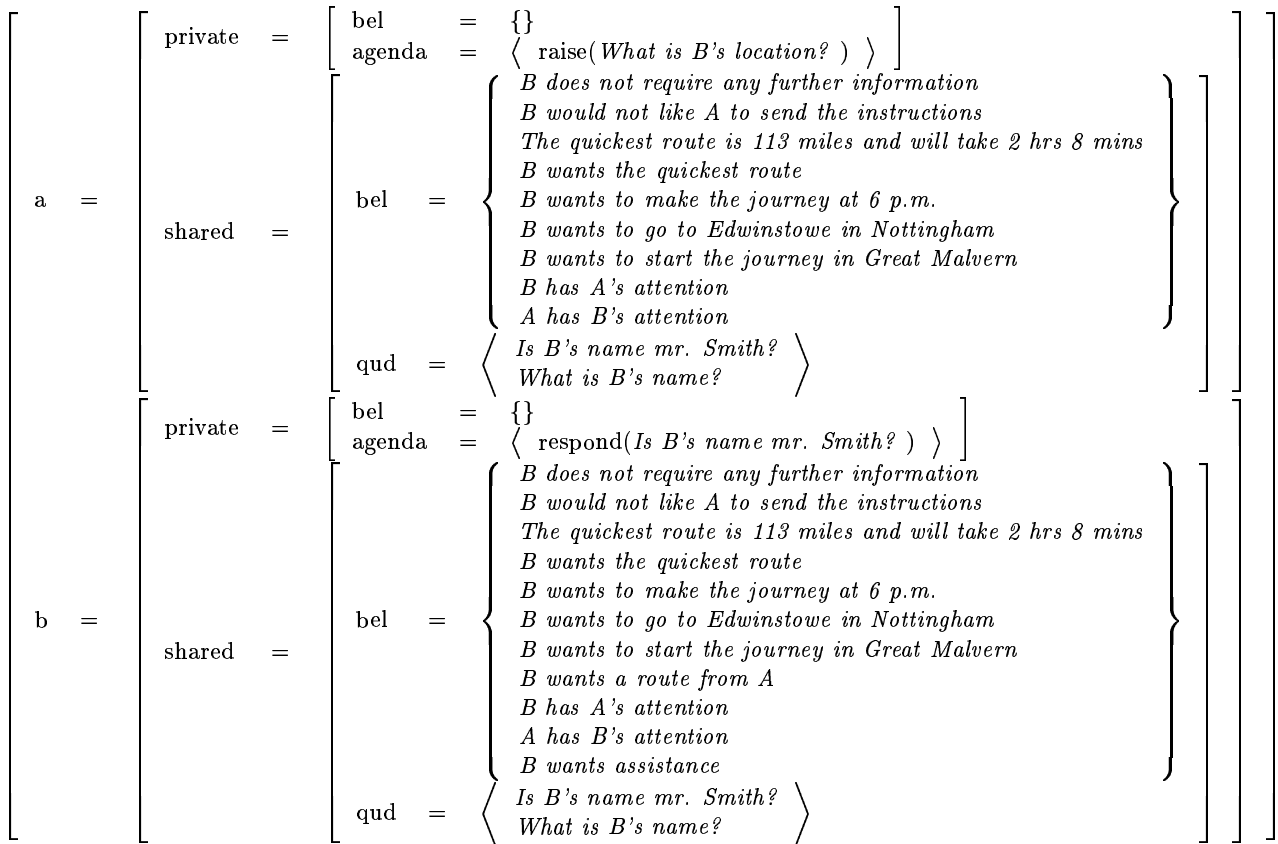 private = bel = {}
agenda = ⟨ raise(What is B's location? ) ⟩
B does not require any further information
B would not like A to send the instructions
The quickest route is 113 miles and will take 2 hrs 8 mins
B wants the quickest route
a = bel = B wants to make the journey at 6 p.m.
shared = B wants to go to Edwinstowe in Nottingham
B wants to start the journey in Great Malvern
B has A's attention
A has B's attention
qud = Is B's name mr. Smith?
What is B's name?
private = bel = {}
agenda = ⟨ respond(Is B's name mr. Smith? ) ⟩
B does not require any further information
B would not like A to send the instructions
The quickest route is 113 miles and will take 2 hrs 8 mins
B wants the quickest route
B wants to make the journey at 6 p.m.
b = bel = B wants to go to Edwinstowe in Nottingham
shared = B wants to start the journey in Great Malvern
B wants a route from A
B has A's attention
A has B's attention
B wants assistance
qud = Is B's name mr. Smith?
What is B's name?